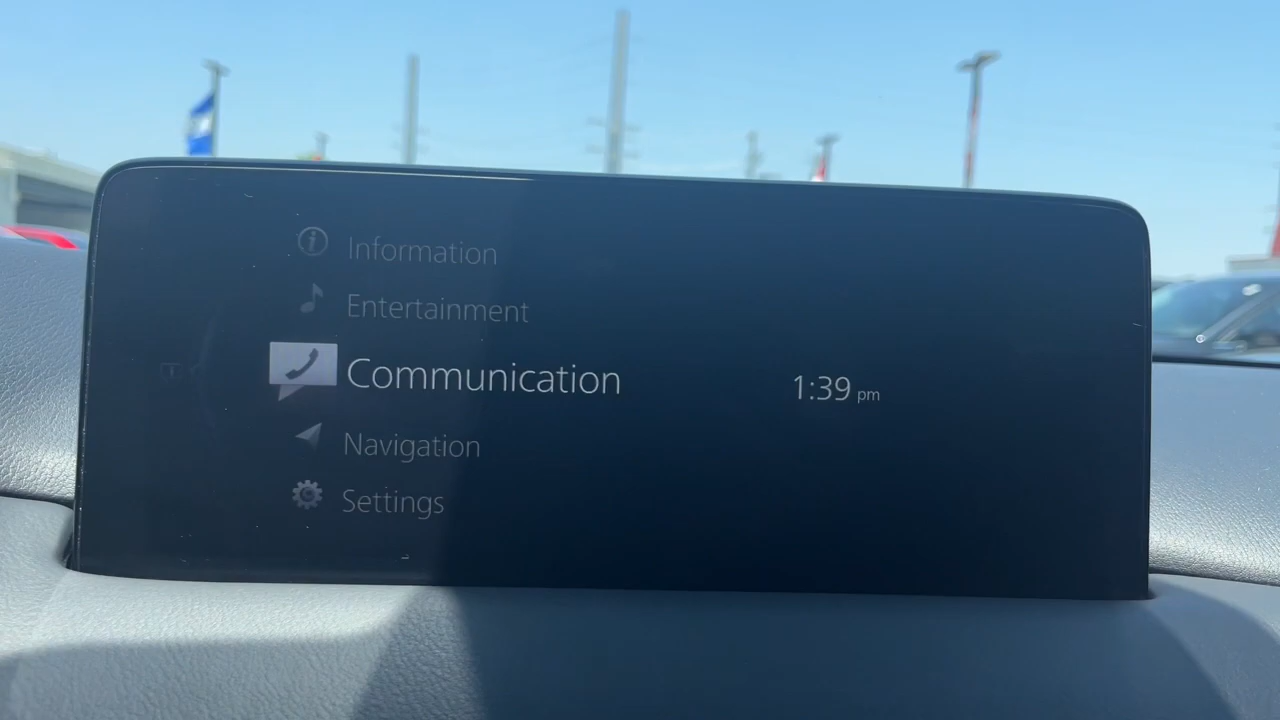 Information
Entertainment
Communication
1:39 pm
Navigation
Settings